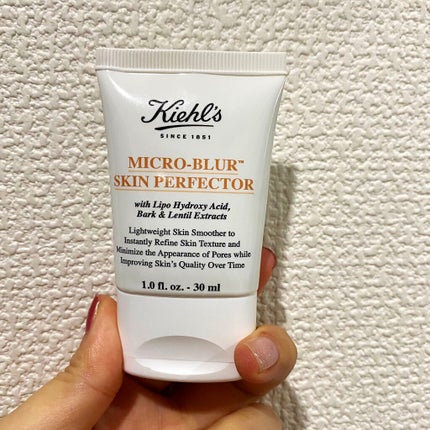 Kiehl's
SINCE 1851
MICRO-BLUR™
SKIN PERFECTOR
with Lipo Hydroxy Acid,
Bark & Lentil Extracts
Lightweight Skin Smoother to
Instantly Refine Skin Texture and
Minimize the Appearance of Pores while
Improving Skin's Quality Over Time
1.0 fl. oz. - 30 ml